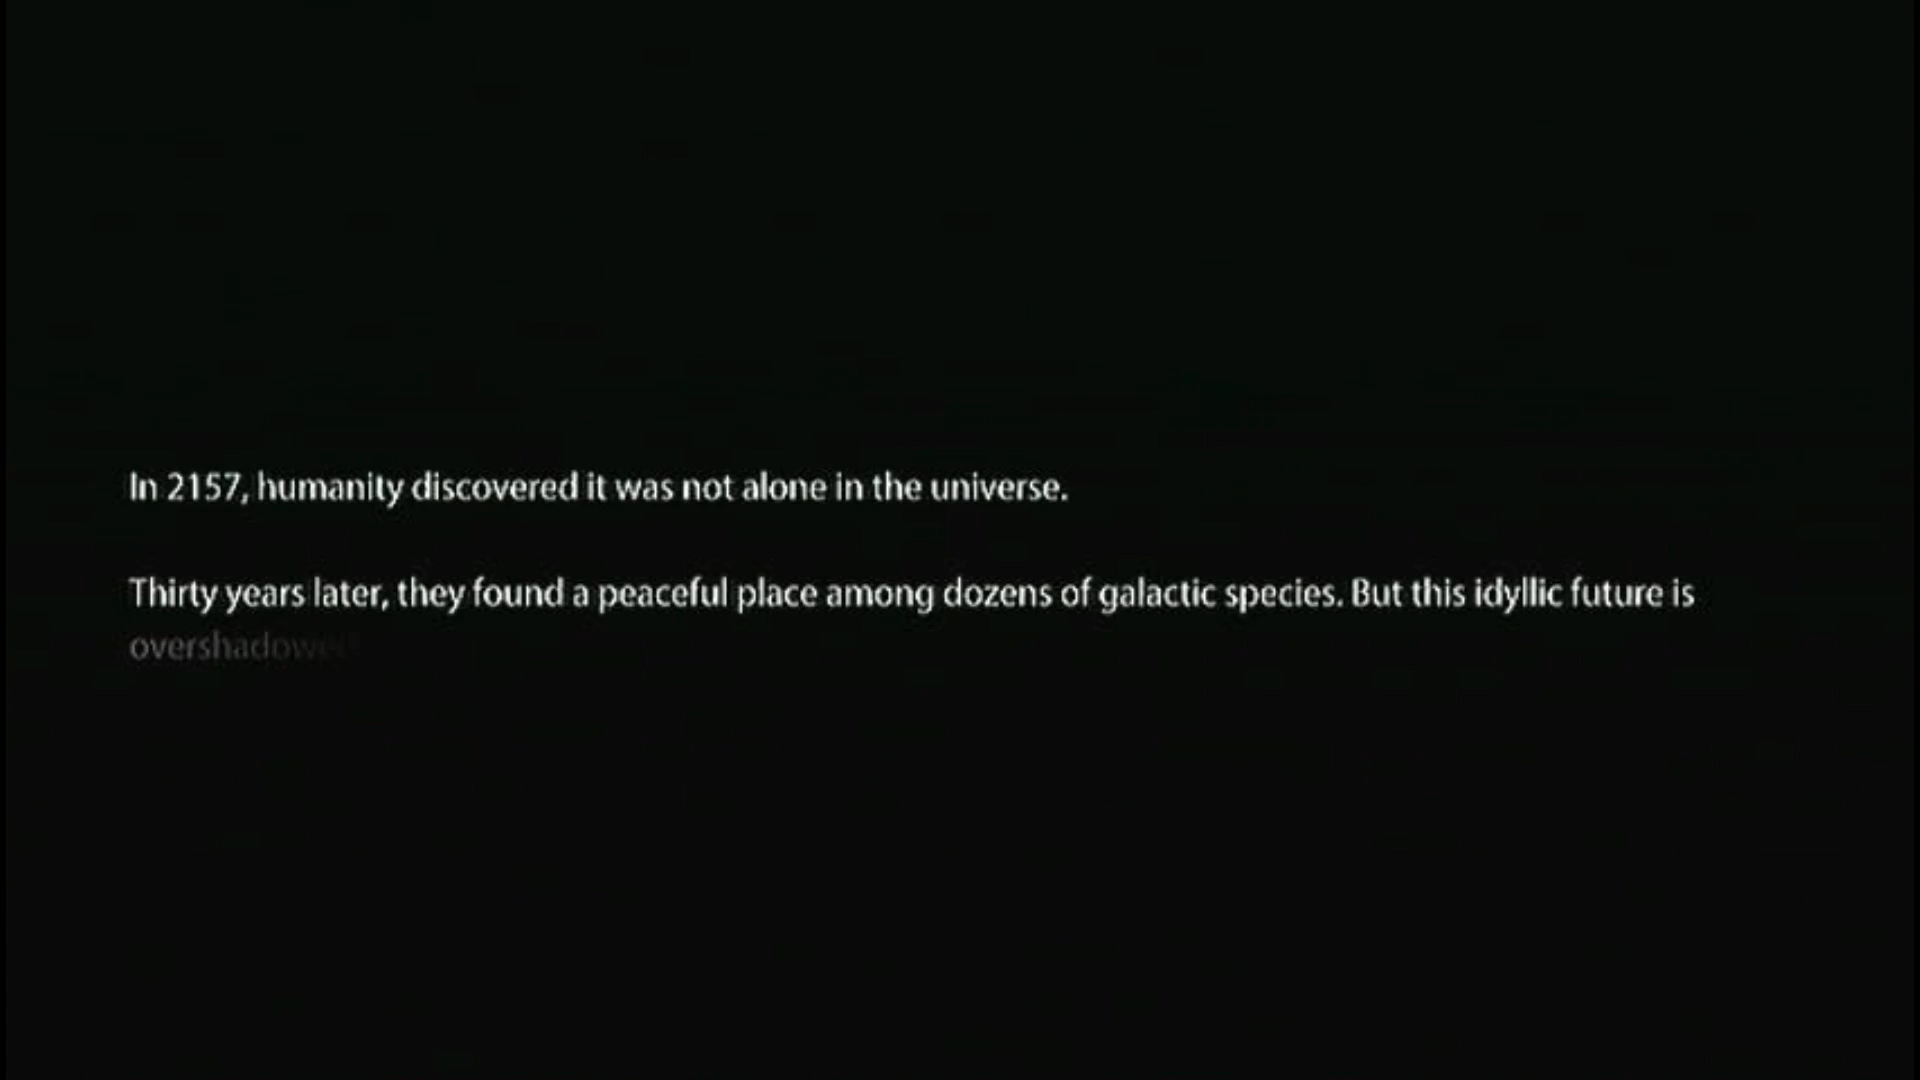 In 2157, humanity discovered it was not alone in the universe.
Thirty years later, they found a peaceful place among dozens of galactic species. But this idyllic future is
overshadowed